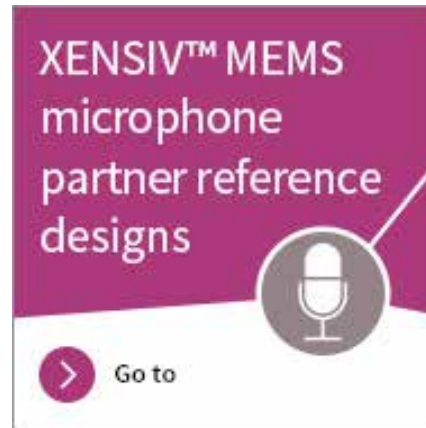 XENSIV™ MEMS
microphone
partner reference
designs
Go to